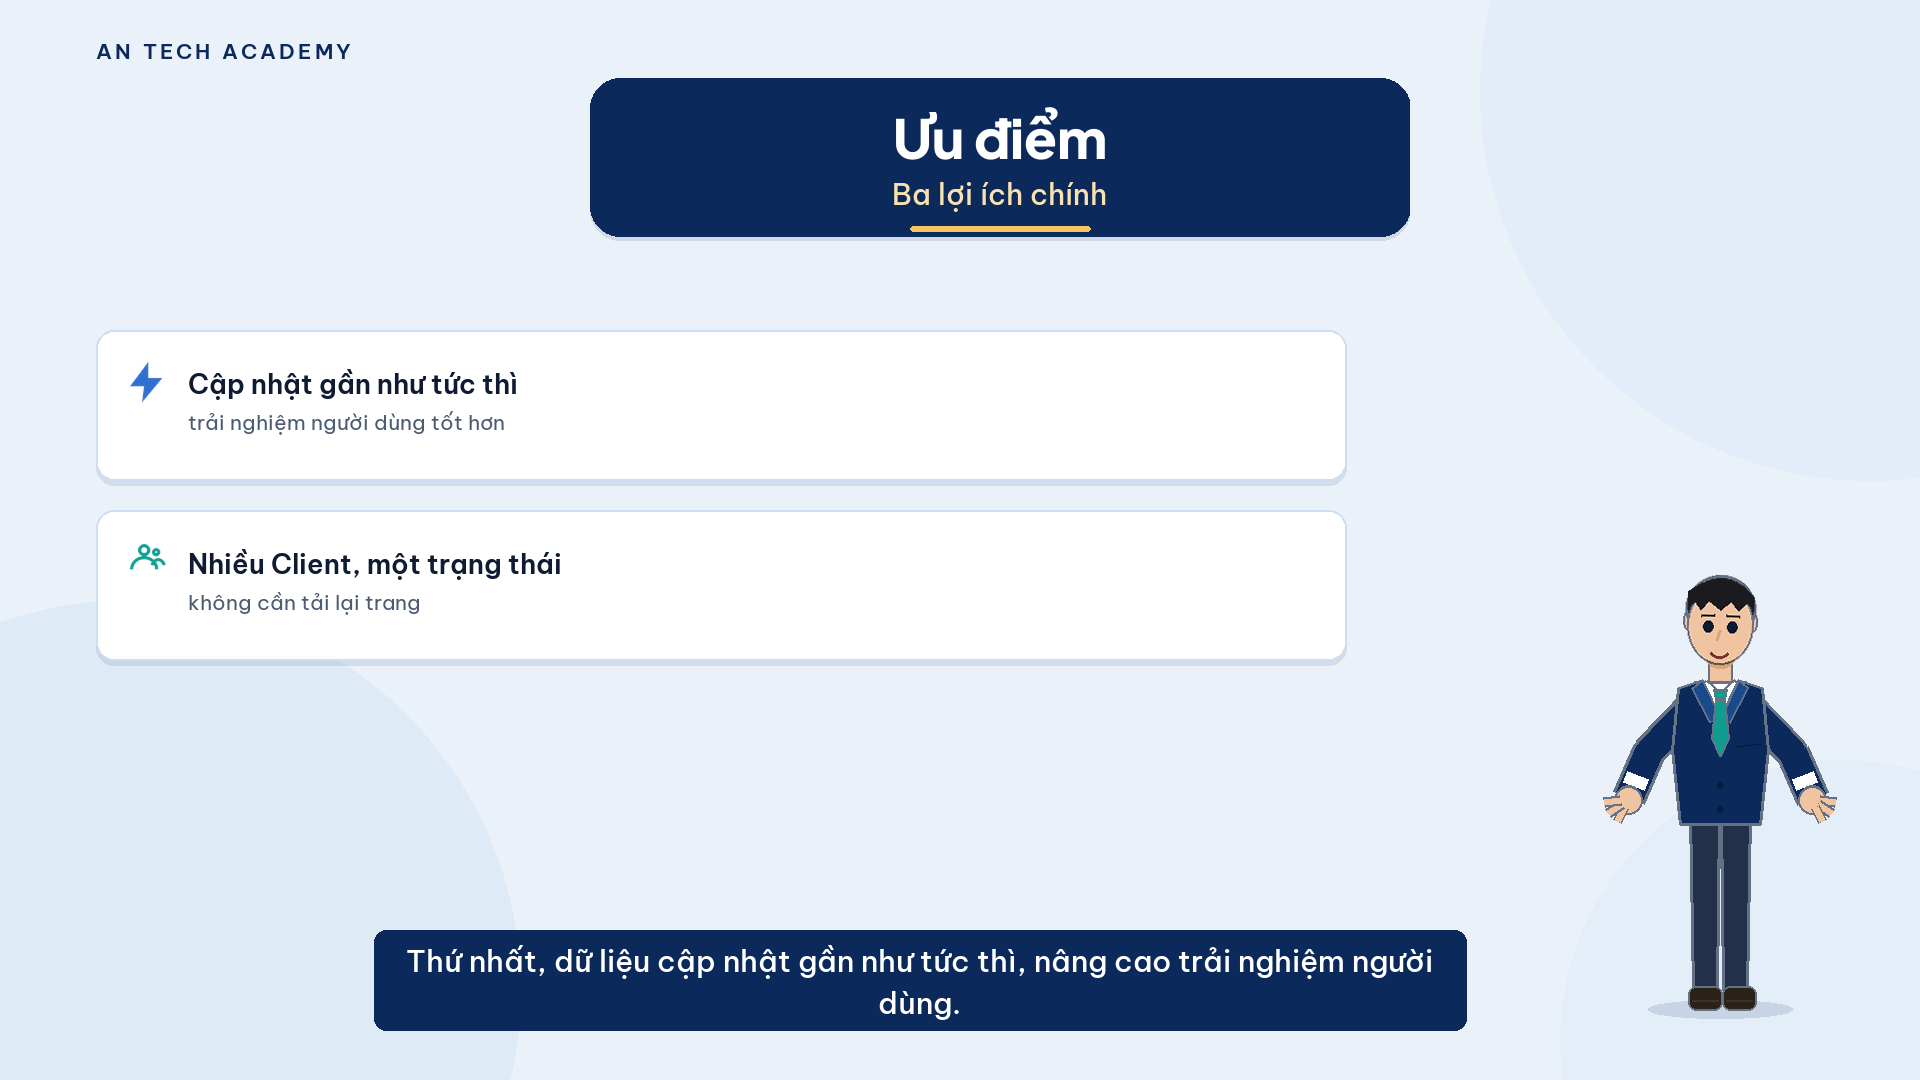 AN TECH ACADEMY
Ưu điểm
Ba lợi ích chính
Cập nhật gần như tức thì
trải nghiệm người dùng tốt hơn
Nhiều Client, một trạng thái
không cần tải lại trang
Thứ nhất, dữ liệu cập nhật gần như tức thì, nâng cao trải nghiệm người
dùng.